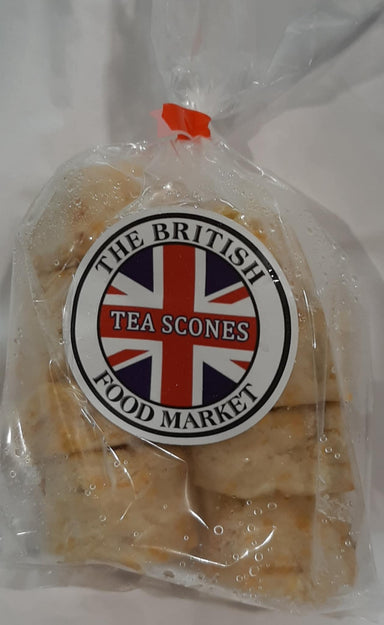 THE BRITISH
TEA SCONES
FOOD MARKET